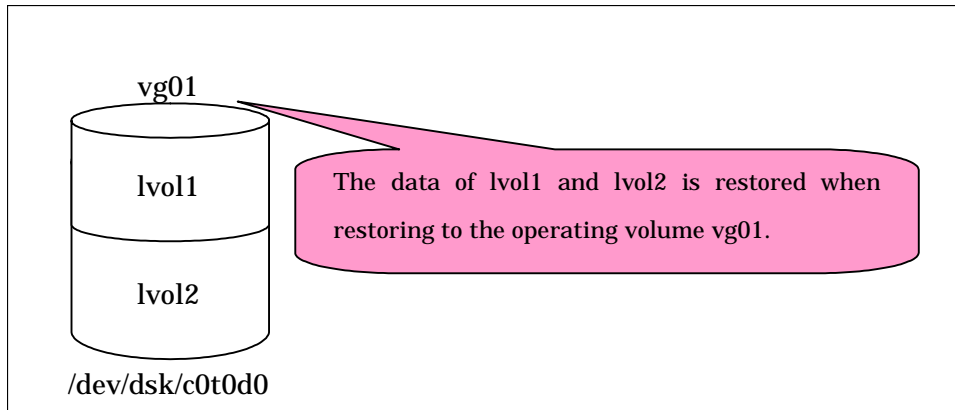 vg01
lvol1
lvol2
/dev/dsk/c0t0d0
The data of lvol1 and lvol2 is restored when
restoring to the operating volume vg01.